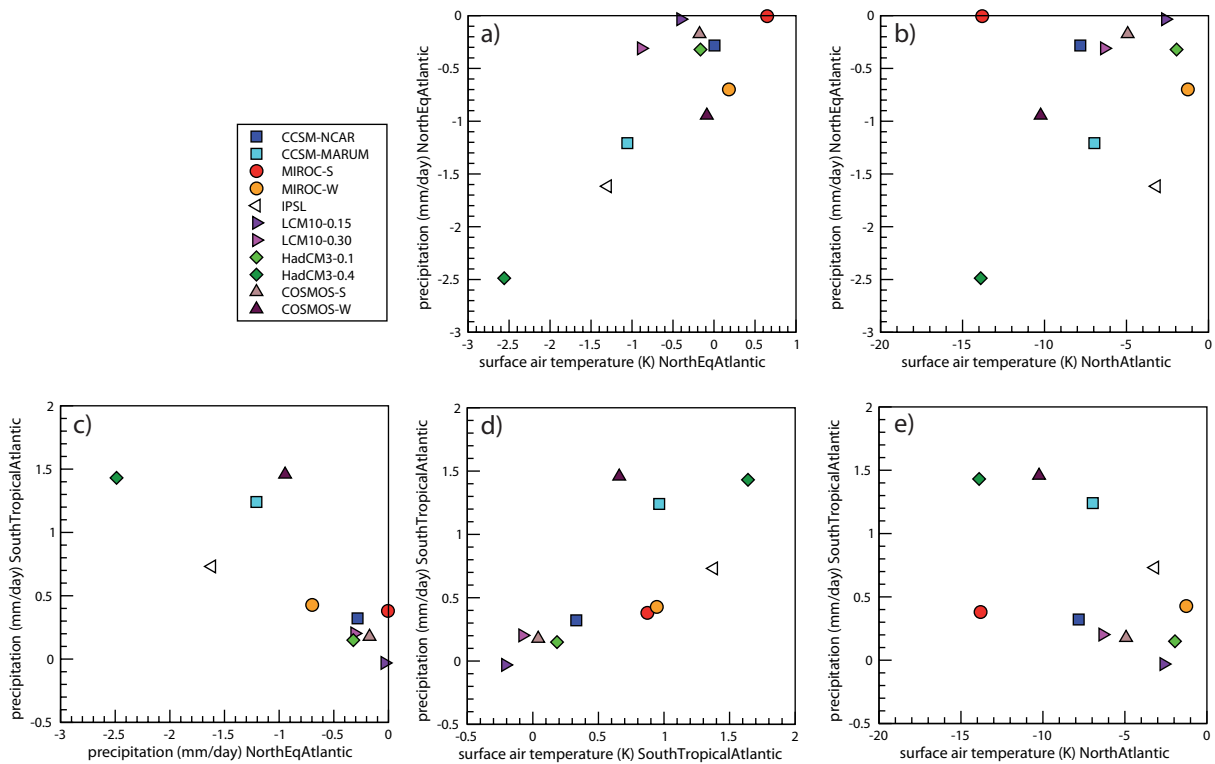 a)
0
-0.5
-1
-1.5
-2
-2.5
-3
precipitation (mm/day) NorthEqAtlantic
-3 -2.5 -2 -1.5 -1 -0.5 0 0.5 1
surface air temperature (K) NorthEqAtlantic
b)
0
-0.5
-1
-1.5
-2
-2.5
-3
precipitation (mm/day) NorthEqAtlantic
-20 -15 -10 -5 0
surface air temperature (K) NorthAtlantic
CCSM-NCAR
CCSM-MARUM
MIROC-S
MIROC-W
IPSL
LCM10-0.15
LCM10-0.30
HadCM3-0.1
HadCM3-0.4
COSMOS-S
COSMOS-W
c)
2
1.5
1
0.5
0
-0.5
precipitation (mm/day) SouthTropicalAtlantic
-3 -2.5 -2 -1.5 -1 -0.5 0
precipitation (mm/day) NorthEqAtlantic
d)
2
1.5
1
0.5
0
-0.5
precipitation (mm/day) SouthTropicalAtlantic
-0.5 0 0.5 1 1.5 2
surface air temperature (K) SouthTropicalAtlantic
e)
2
1.5
1
0.5
0
-0.5
precipitation (mm/day) SouthTropicalAtlantic
-20 -15 -10 -5 0
surface air temperature (K) NorthAtlantic